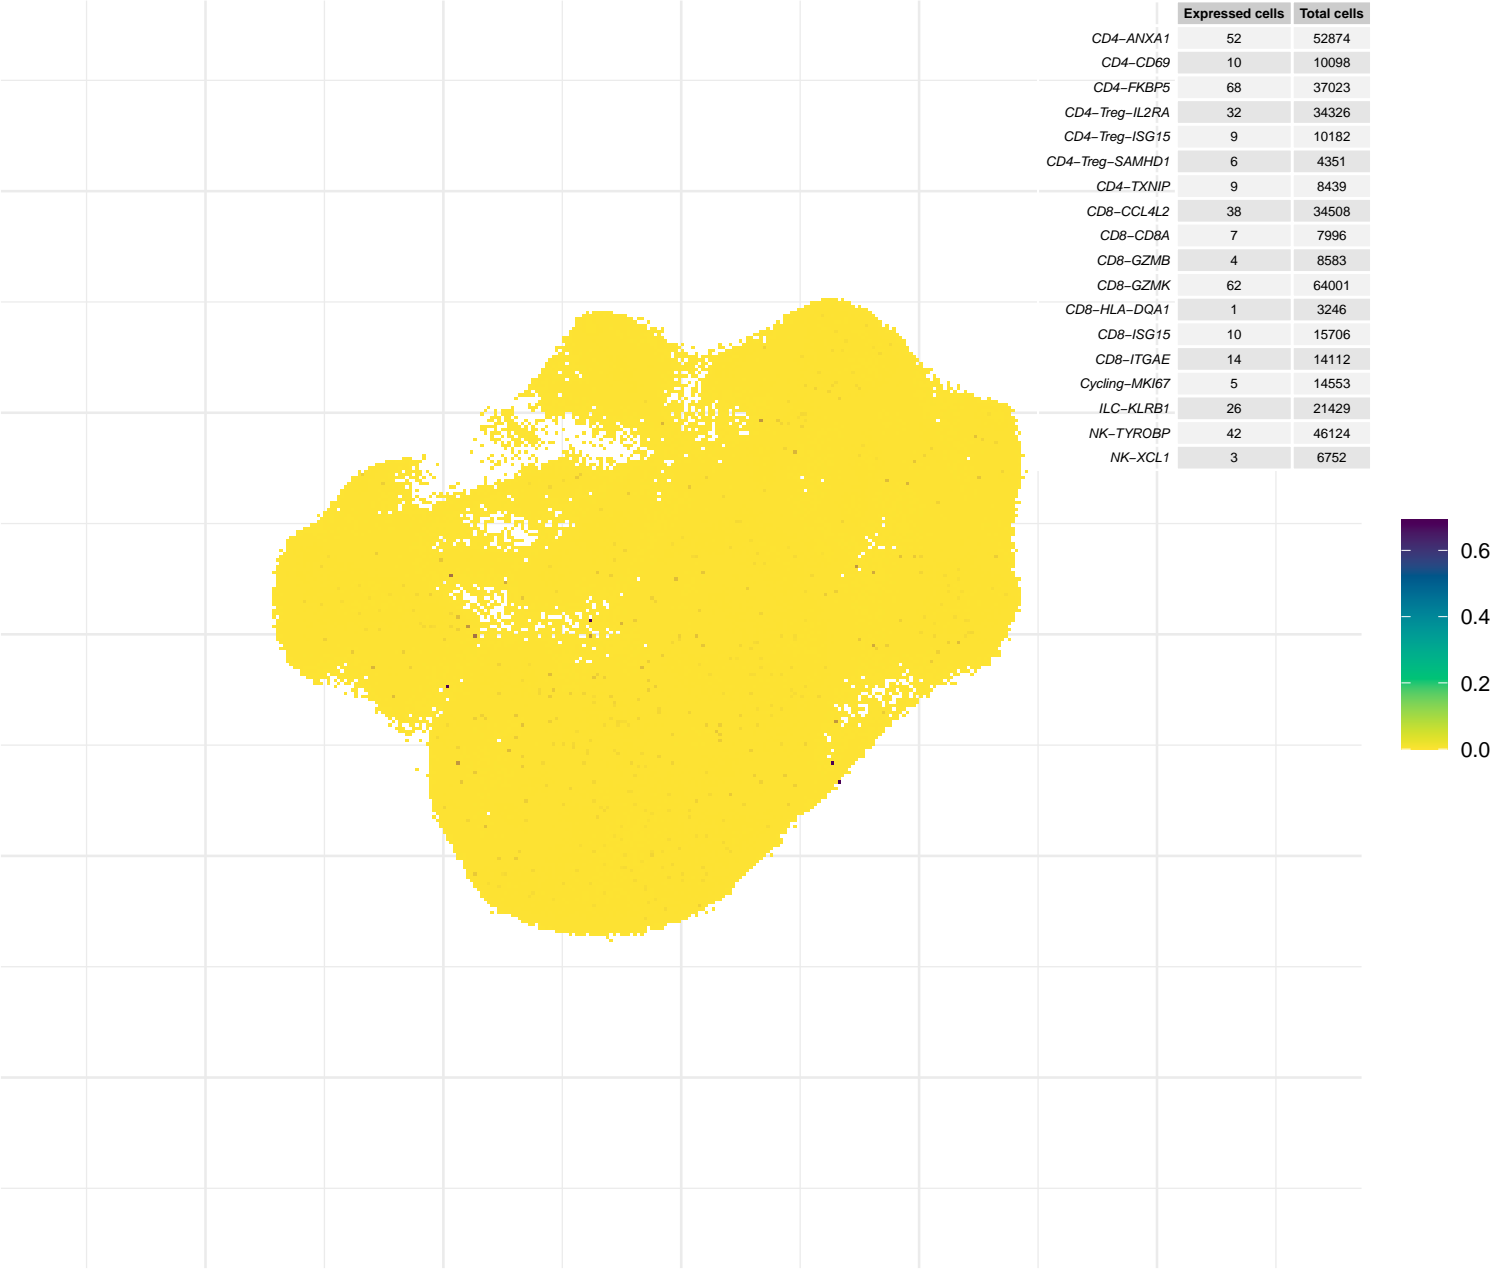 Expressed cells Total cells
CD4−ANXA1 52 52874
CD4−CD69 10 10098
CD4−FKBP5 68 37023
CD4−Treg−IL2RA 32 34326
CD4−Treg−ISG15 9 10182
CD4−Treg−SAMHD1 6 4351
CD4−TXNIP 9 8439
CD8−CCL4L2 38 34508
CD8−CD8A 7 7996
CD8−GZMB 4 8583
CD8−GZMK 62 64001
CD8−HLA−DQA1 1 3246
CD8−ISG15 10 15706
CD8−ITGAE 14 14112
Cycling−MKI67 5 14553
ILC−KLRB1 26 21429
NK−TYROBP 42 46124
NK−XCL1 3 6752
0.6
0.4
0.2
0.0